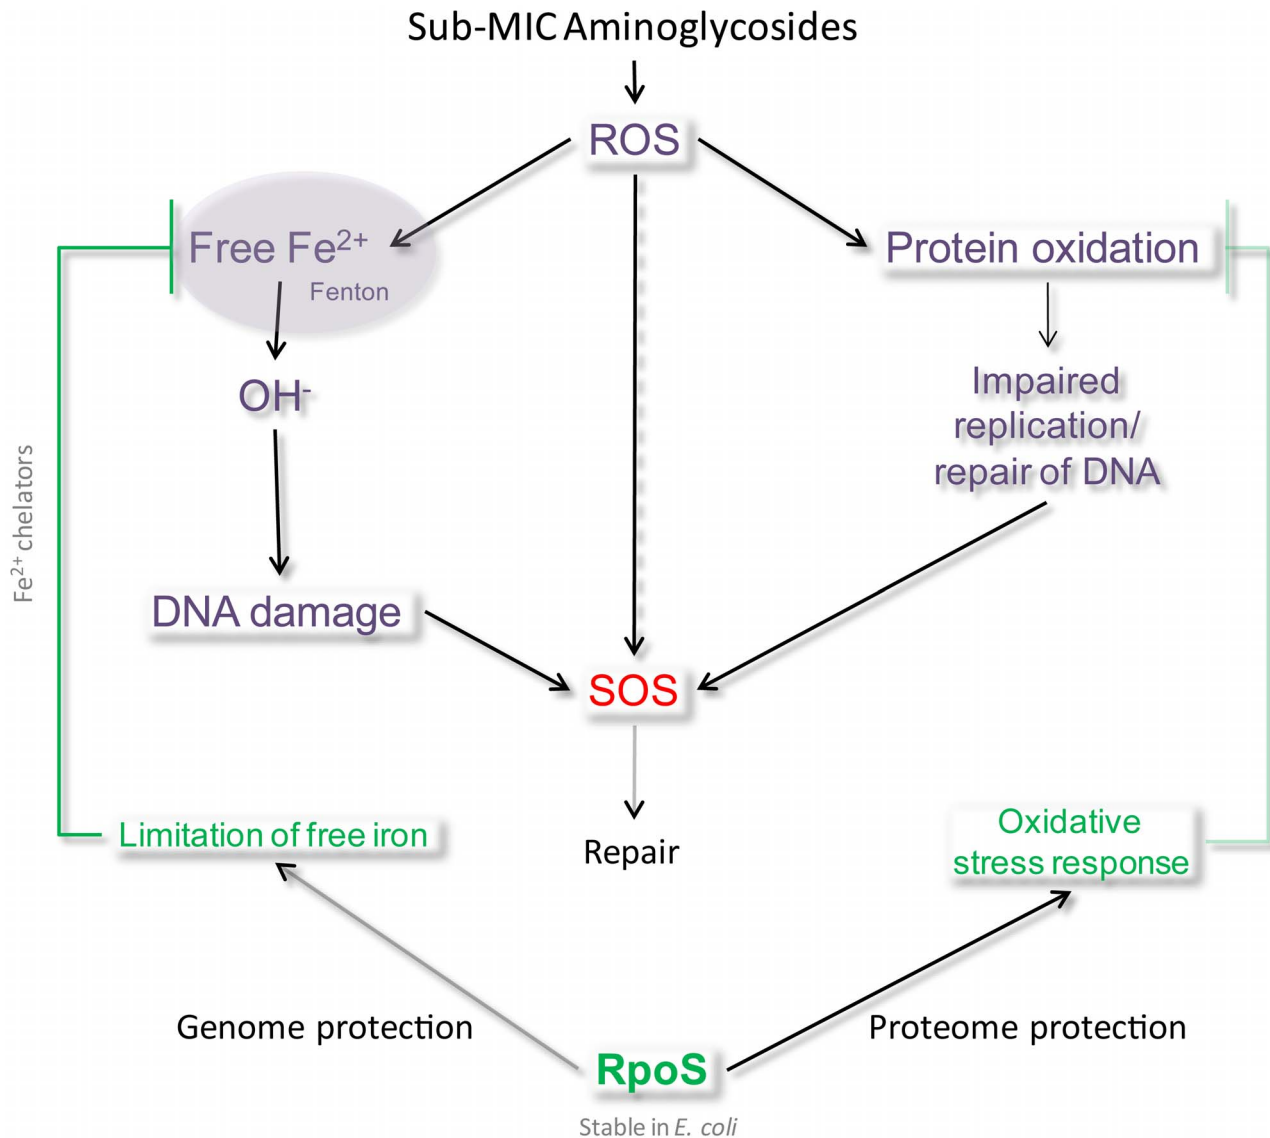 Sub-MIC Aminoglycosides
ROS
Free Fe²⁺
Fenton
Protein oxidation
OH⁻
Impaired
replication/
repair of DNA
Fe²⁺ chelators
DNA damage
SOS
Limitation of free iron
Repair
Oxidative
stress response
Genome protection
Proteome protection
RpoS
Stable in E. coli